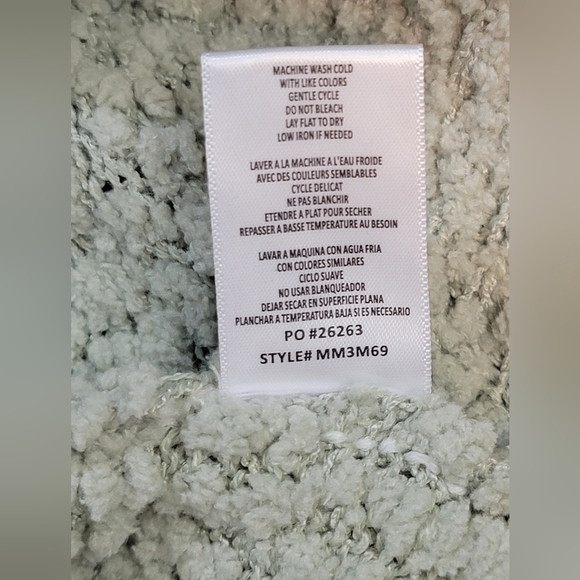 MACHINE WASH COLD
WITH LIKE COLORS
GENTLE CYCLE
DO NOT BLEACH
LAY FLAT TO DRY
LOW IRON IF NEEDED
LAVER A LA MACHINE A L'EAU FROIDE
AVEC DES COULEURS SEMBLABLES
CYCLE DELICAT
NE PAS BLANCHIR
ETENDRE A PLAT POUR SECHER
REPASSER A BASSE TEMPERATURE AU BESOIN
LAVAR A MAQUINA CON AGUA FRIA
CON COLORES SIMILARES
CICLO SUAVE
NO USAR BLANQUEADOR
DEJAR SECAR EN SUPERFICIE PLANA
PLANCHAR A TEMPERATURA BAJA SI ES NECESARIO
PO #26263
STYLE# MM3M69